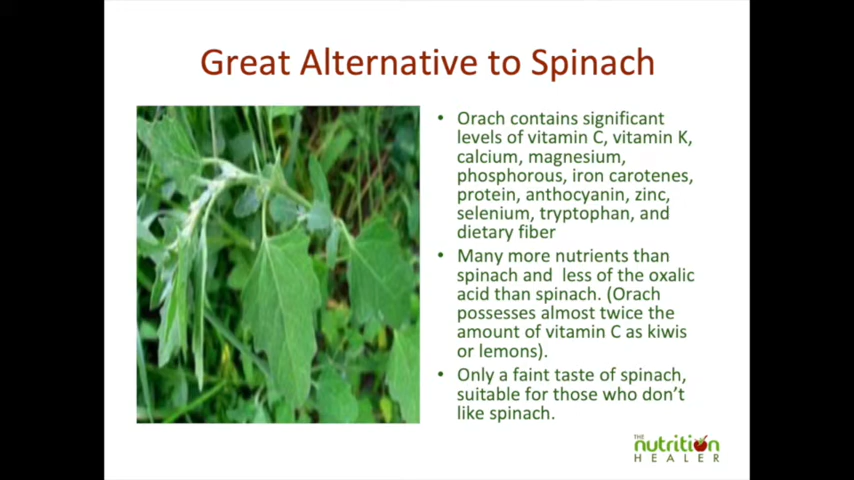 Great Alternative to Spinach
• Orach contains significant
levels of vitamin C, vitamin K,
calcium, magnesium,
phosphorous, iron carotenes,
protein, anthocyanin, zinc,
selenium, tryptophan, and
dietary fiber
• Many more nutrients than
spinach and  less of the oxalic
acid than spinach. (Orach
possesses almost twice the
amount of vitamin C as kiwis
or lemons).
• Only a faint taste of spinach,
suitable for those who don't
like spinach.
THE
nutrition
HEALER